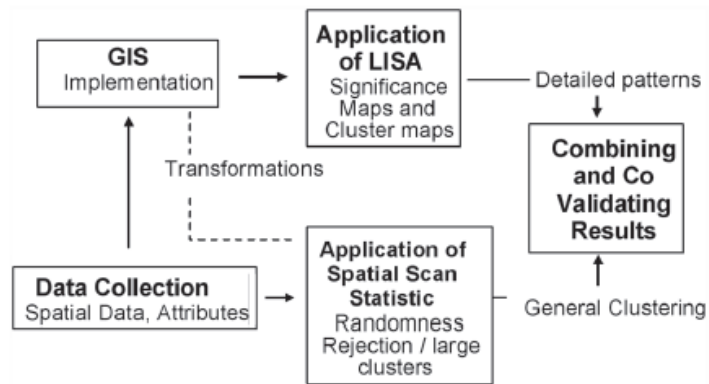 GIS
Implementation
Application
of LISA
Significance
Maps and
Cluster maps
Detailed patterns
Transformations
Combining
and Co
Validating
Results
Data Collection
Spatial Data, Attributes
Application of
Spatial Scan
Statistic
Randomness
Rejection / large
clusters
General Clustering